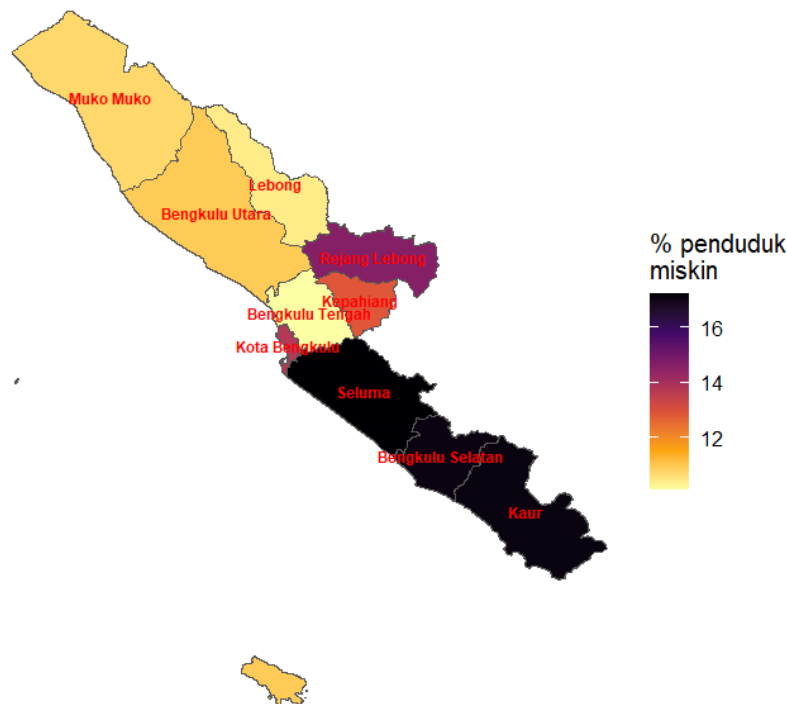 Muko Muko
Lebong
Bengkulu Utara
Rejang Lebong
Kepahiang
Bengkulu Tengah
Kota Bengkulu
Seluma
Bengkulu Selatan
Kaur
% penduduk
miskin
16
14
12